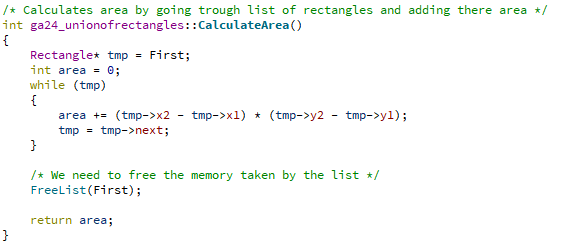 /* Calculates area by going trough list of rectangles and adding there area */
int ga24_unionofrectangles::CalculateArea()
{
    Rectangle* tmp = First;
    int area = 0;
    while (tmp)
    {
        area += (tmp->x2 - tmp->x1) * (tmp->y2 - tmp->y1);
        tmp = tmp->next;
    }

    /* We need to free the memory taken by the list */
    FreeList(First);

    return area;
}